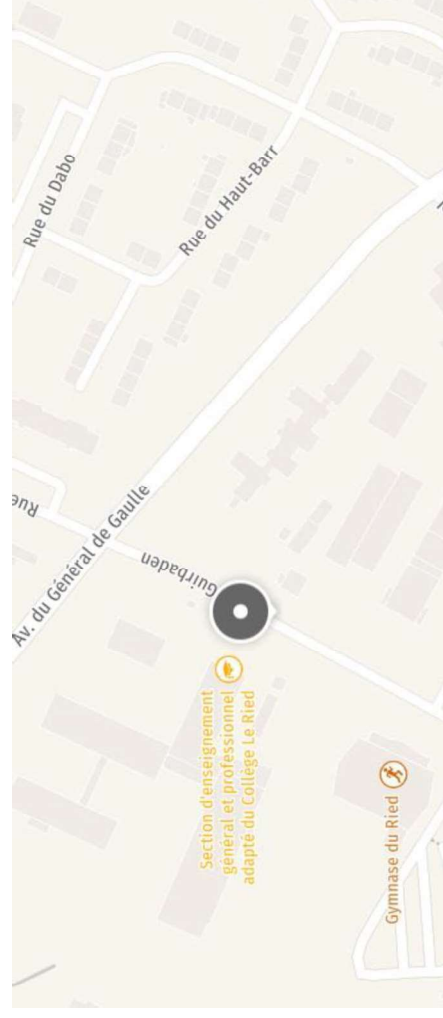 Rue du Dabo
Rue du Haut-Barr
Av. du Général de Gaulle
Rue
Guirbaden
Section d'enseignement
général et professionnel
adapté du Collège Le Ried
Gymnase du Ried